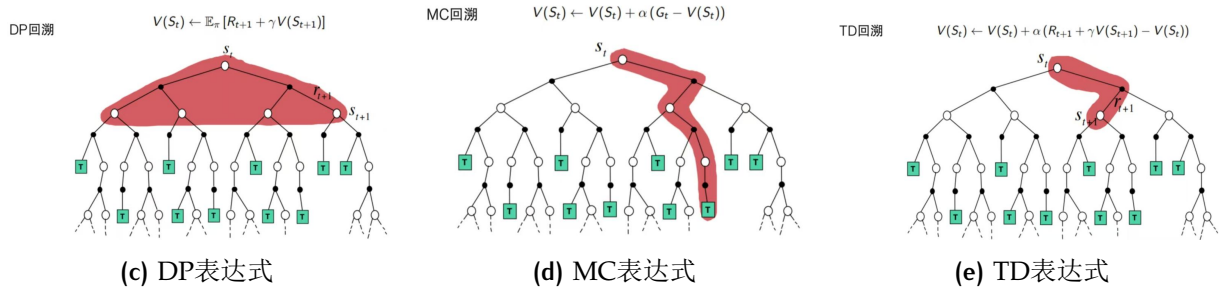 DP回溯
V(S_t) ← 𝔼_π [R_{t+1} + γV(S_{t+1})]
s_t
r_{t+1}
s_{t+1}
T T T T T
T T T T T
(c) DP表达式
MC回溯
V(S_t) ← V(S_t) + α (G_t − V(S_t))
s_t
T T T T
T T T T T
(d) MC表达式
TD回溯
V(S_t) ← V(S_t) + α (R_{t+1} + γV(S_{t+1}) − V(S_t))
s_t
r_{t+1}
s_{t+1}
T T T T
T T T T T
(e) TD表达式